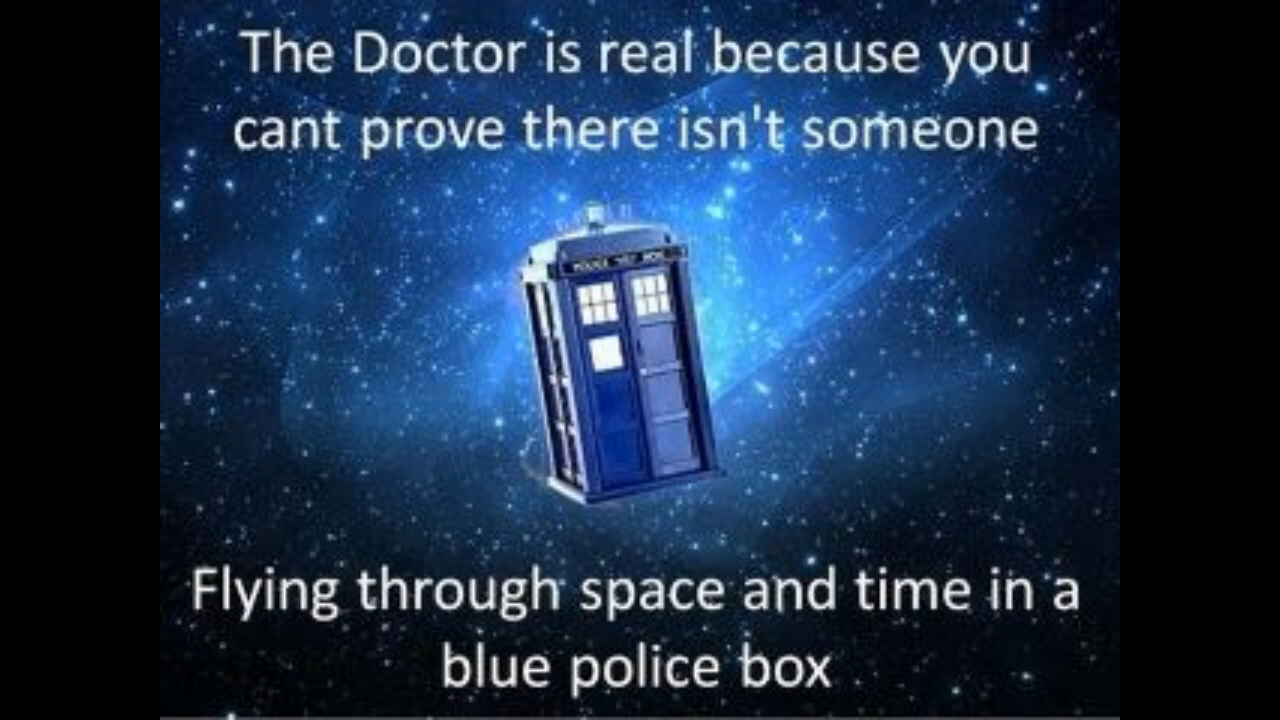 The Doctor is real because you
cant prove there isn't someone
Flying through space and time in a
blue police box